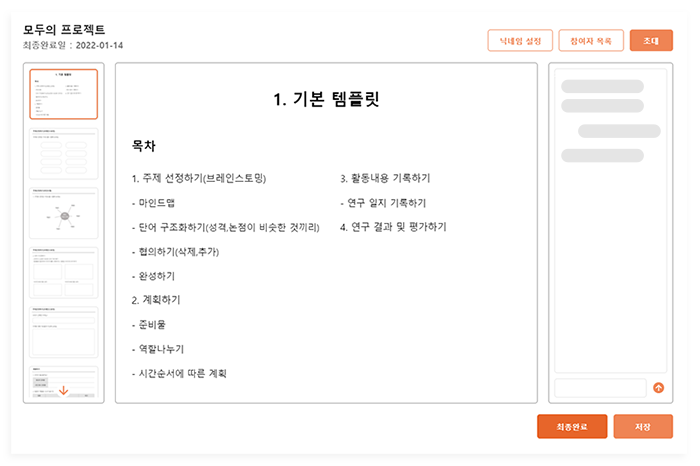 모두의 프로젝트
최종완료일 : 2022-01-14
닉네임 설정
참여자 목록
초대
1. 기본 템플릿
목차
1. 주제 선정하기(브레인스토밍)
- 마인드맵
- 단어 구조화하기(성격,논점이 비슷한 것끼리)
- 협의하기(삭제,추가)
- 완성하기
2. 계획하기
- 준비물
- 역할나누기
- 시간순서에 따른 계획
3. 활동내용 기록하기
- 연구 일지 기록하기
4. 연구 결과 및 평가하기
최종완료
저장